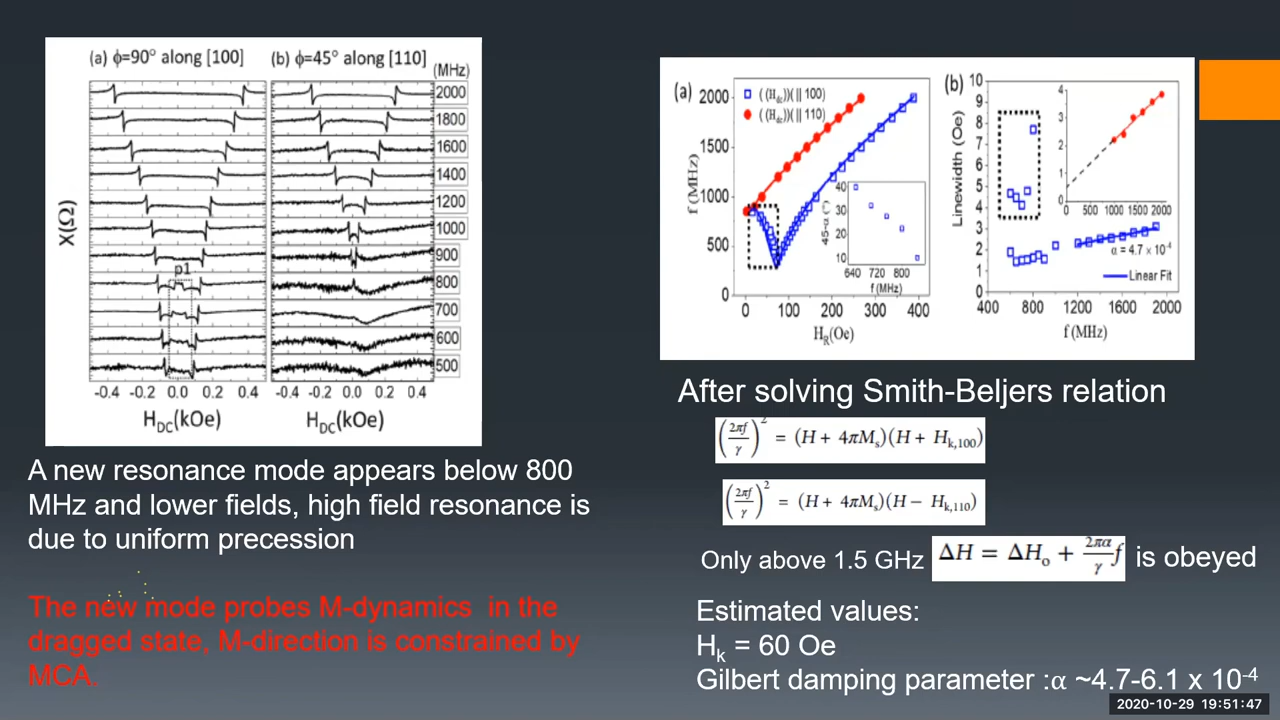 (a) ϕ=90° along [100] (b) ϕ=45° along [110]
(MHz)
2000
1800
1600
1400
1200
1000
900
800
700
600
500
p1
X(Ω)
-0.4 -0.2 0.0 0.2 0.4 -0.4 -0.2 0.0 0.2 0.4
H_DC(kOe) H_DC(kOe)
A new resonance mode appears below 800
MHz and lower fields, high field resonance is
due to uniform precession
The new mode probes M-dynamics in the
dragged state, M-direction is constrained by
MCA.
(a)
((H_dc))(∥ 100)
((H_dc))(∥ 110)
2000
1500
1000
500
0
f (MHz)
0 100 200 300 400
H_R(Oe)
40
30
20
10
45-α (°)
640 720 800
f (MHz)
(b)
10
9
8
7
6
5
4
3
2
1
0
Linewidth (Oe)
4
3
2
1
0
0 500 1000 1500 2000
α = 4.7 × 10⁻⁴
Linear Fit
400 800 1200 1600 2000
f (MHz)
After solving Smith-Beljers relation
(2πf/γ)² = (H + 4πM_s)(H + H_k,100)
(2πf/γ)² = (H + 4πM_s)(H − H_k,110)
Only above 1.5 GHz ΔH = ΔH_o + 2πα/γ f is obeyed
Estimated values:
H_k = 60 Oe
Gilbert damping parameter :α ~4.7-6.1 x 10⁻⁴
2020-10-29 19:51:47